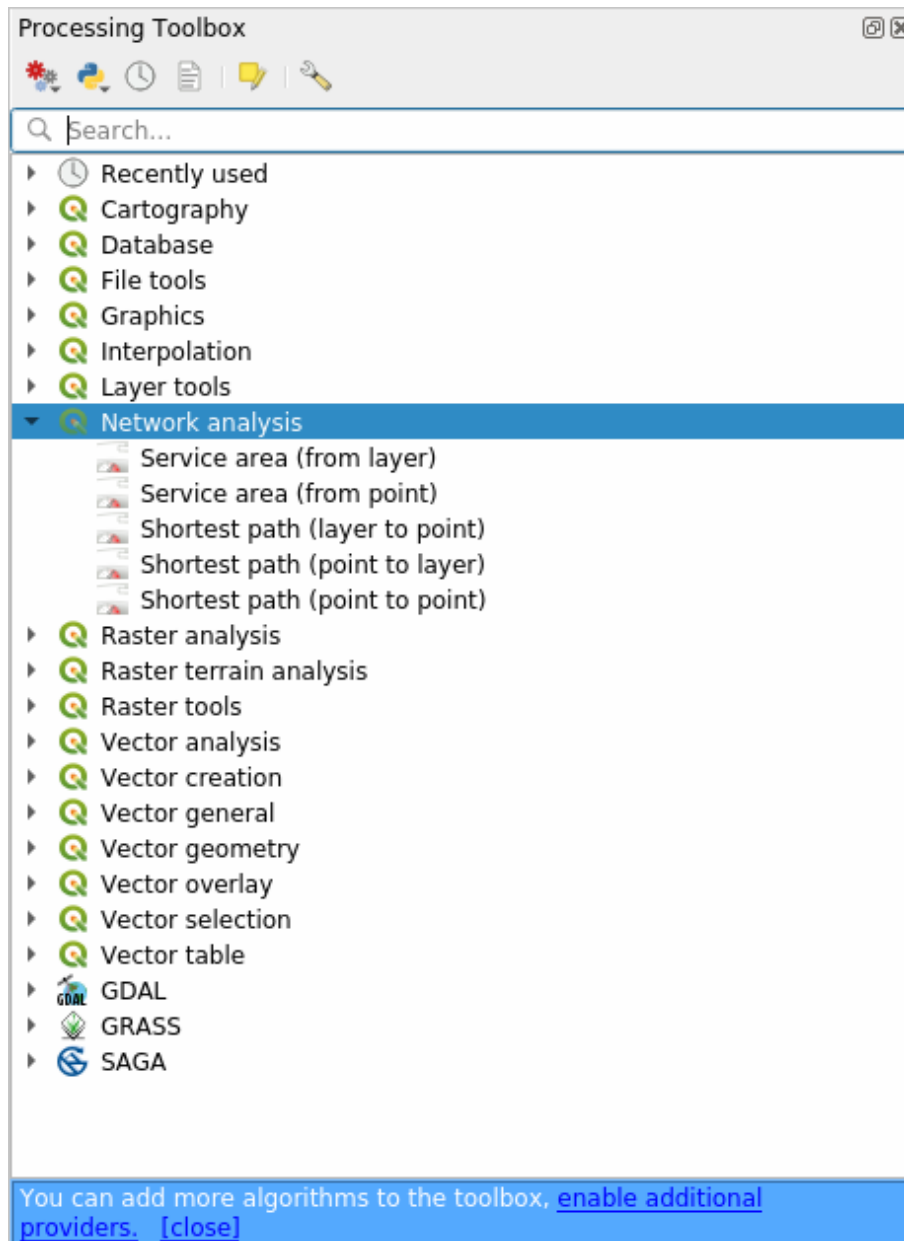 Processing Toolbox
Search...
Recently used
Cartography
Database
File tools
Graphics
Interpolation
Layer tools
Network analysis
Service area (from layer)
Service area (from point)
Shortest path (layer to point)
Shortest path (point to layer)
Shortest path (point to point)
Raster analysis
Raster terrain analysis
Raster tools
Vector analysis
Vector creation
Vector general
Vector geometry
Vector overlay
Vector selection
Vector table
GDAL GDAL
GRASS
SAGA
You can add more algorithms to the toolbox, enable additional
providers. [close]